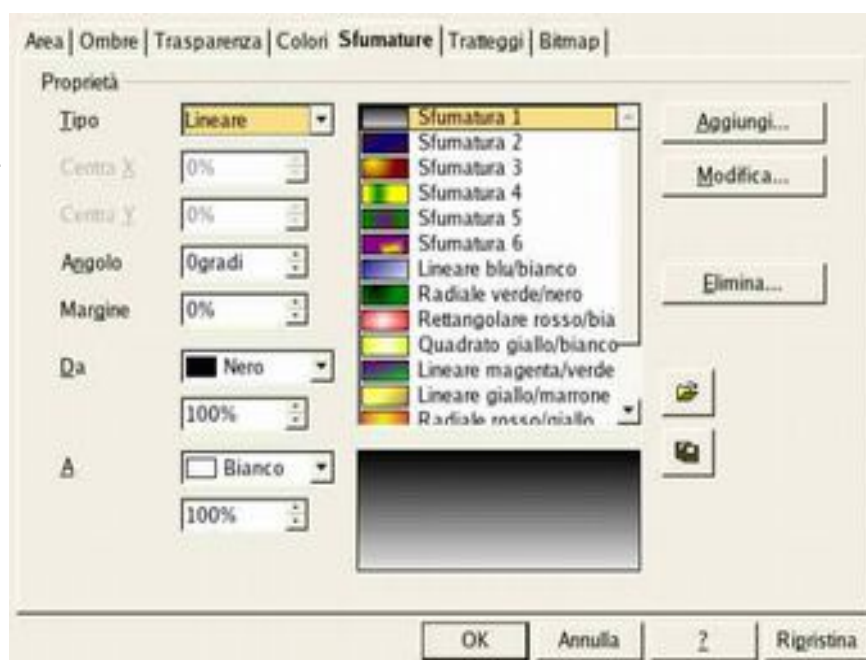 Area Ombre Trasparenza Colori Sfumature Tratteggi Bitmap
Proprietà
Tipo Lineare
Centra X 0%
Centra Y 0%
Angolo 0gradi
Margine 0%
Da Nero
100%
A Bianco
100%
Sfumatura 1
Sfumatura 2
Sfumatura 3
Sfumatura 4
Sfumatura 5
Sfumatura 6
Lineare blu/bianco
Radiale verde/nero
Rettangolare rosso/bia
Quadrato giallo/bianco
Lineare magenta/verde
Lineare giallo/marrone
Radiale rosso/giallo
Aggiungi...
Modifica...
Elimina...
OK Annulla ? Ripristina